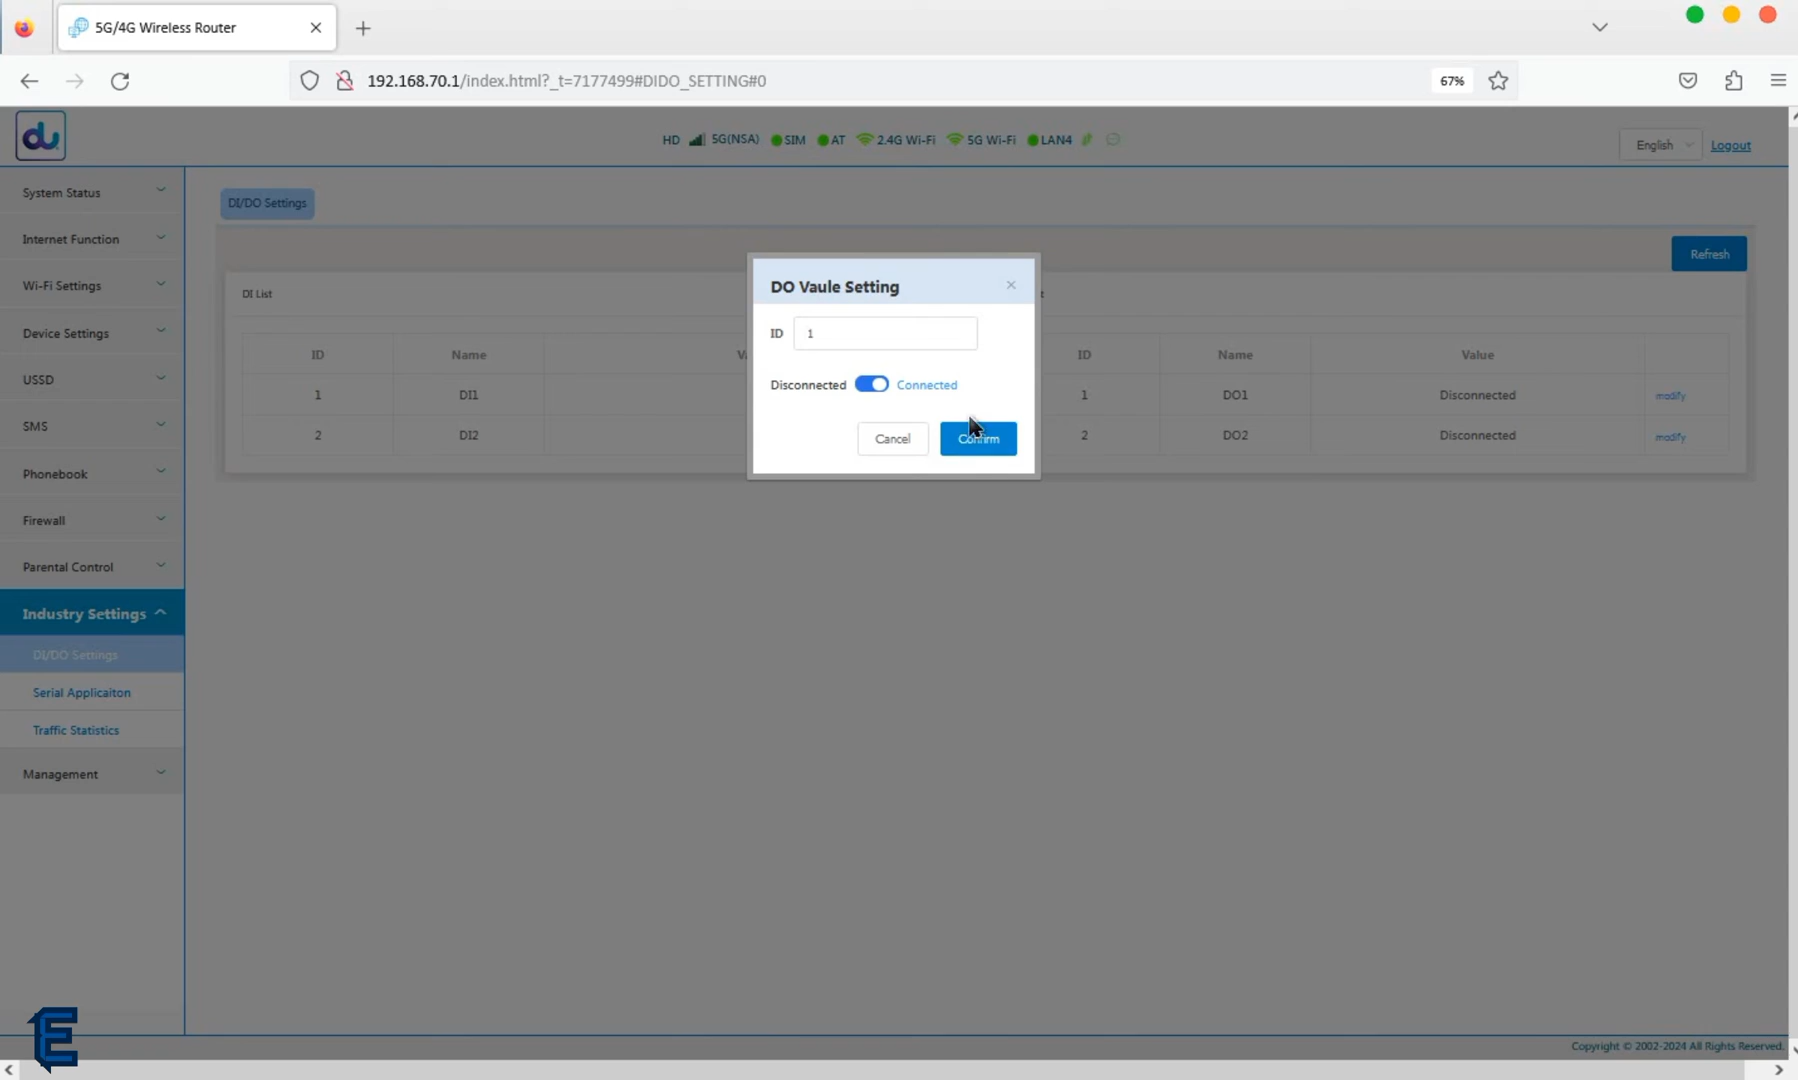 5G/4G Wireless Router
192.168.70.1/index.html?_t=7177499#DIDO_SETTING#0
67%
du
HD 5G(NSA) SIM AT 2.4G Wi-Fi 5G Wi-Fi LAN4
English
Logout
System Status
Internet Function
Wi-Fi Settings
Device Settings
USSD
SMS
Phonebook
Firewall
Parental Control
Industry Settings
DI/DO Settings
Serial Applicaiton
Traffic Statistics
Management
DI/DO Settings
Refresh
DI List
ID Name
1 DI1
2 DI2
DO Vaule Setting
ID 1
Disconnected Connected
Cancel Confirm
ID Name Value
1 DO1 Disconnected modify
2 DO2 Disconnected modify
E
Copyright © 2002-2024 All Rights Reserved.